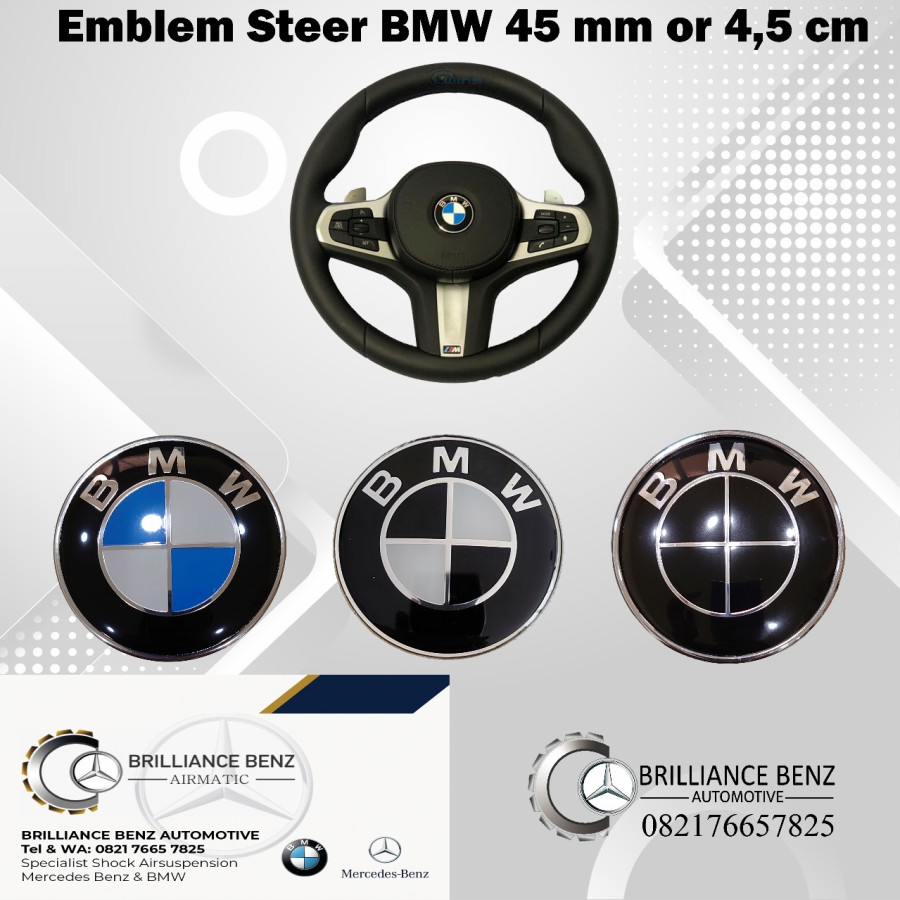 Emblem Steer BMW 45 mm or 4,5 cm
BMW
BMW
BMW
BMW
BRILLIANCE BENZ
AIRMATIC
BRILLIANCE BENZ AUTOMOTIVE
Tel & WA: 0821 7665 7825
Specialist Shock Airsuspension
Mercedes Benz & BMW
BMW
Mercedes-Benz
BRILLIANCE BENZ
AUTOMOTIVE
082176657825